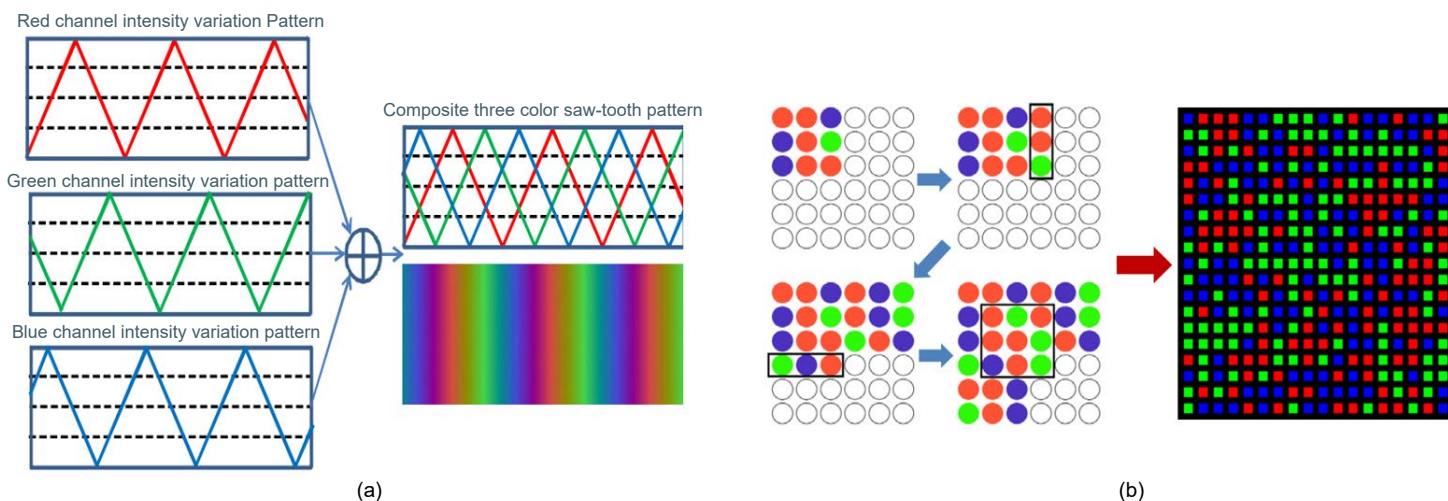 Red channel intensity variation Pattern
Green channel intensity variation pattern
Blue channel intensity variation pattern
Composite three color saw-tooth pattern
(a)
(b)